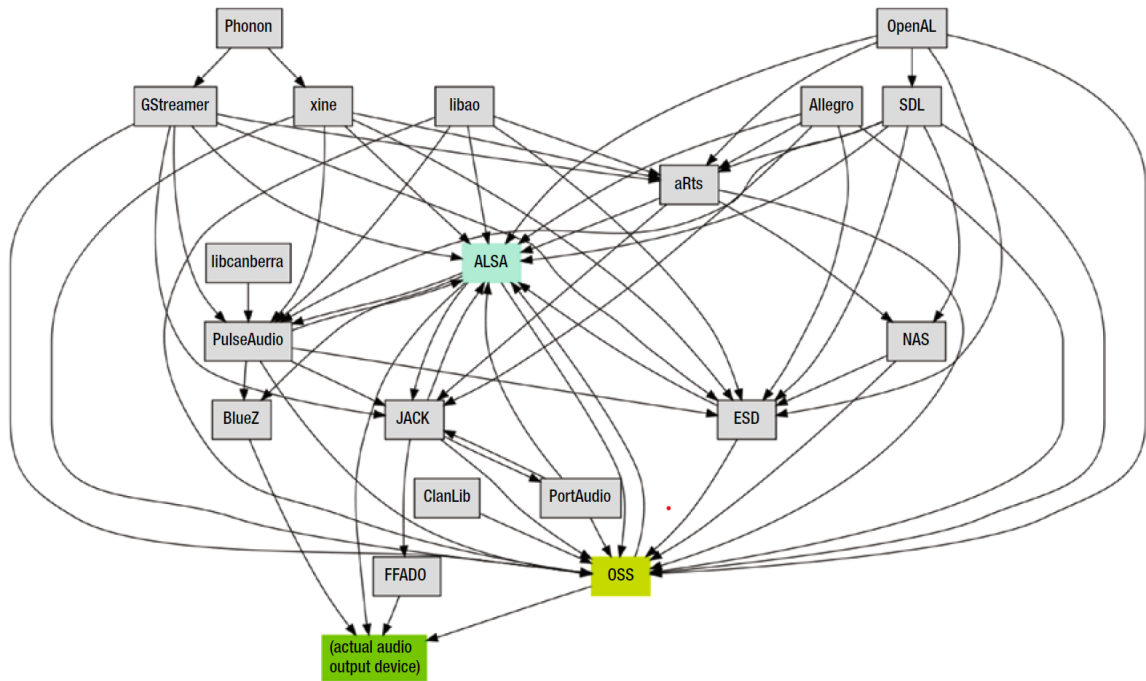 Phonon
OpenAL
GStreamer
xine
libao
Allegro
SDL
aRts
ALSA
libcanberra
PulseAudio
NAS
BlueZ
JACK
ESD
ClanLib
PortAudio
FFADO
OSS
(actual audio
output device)